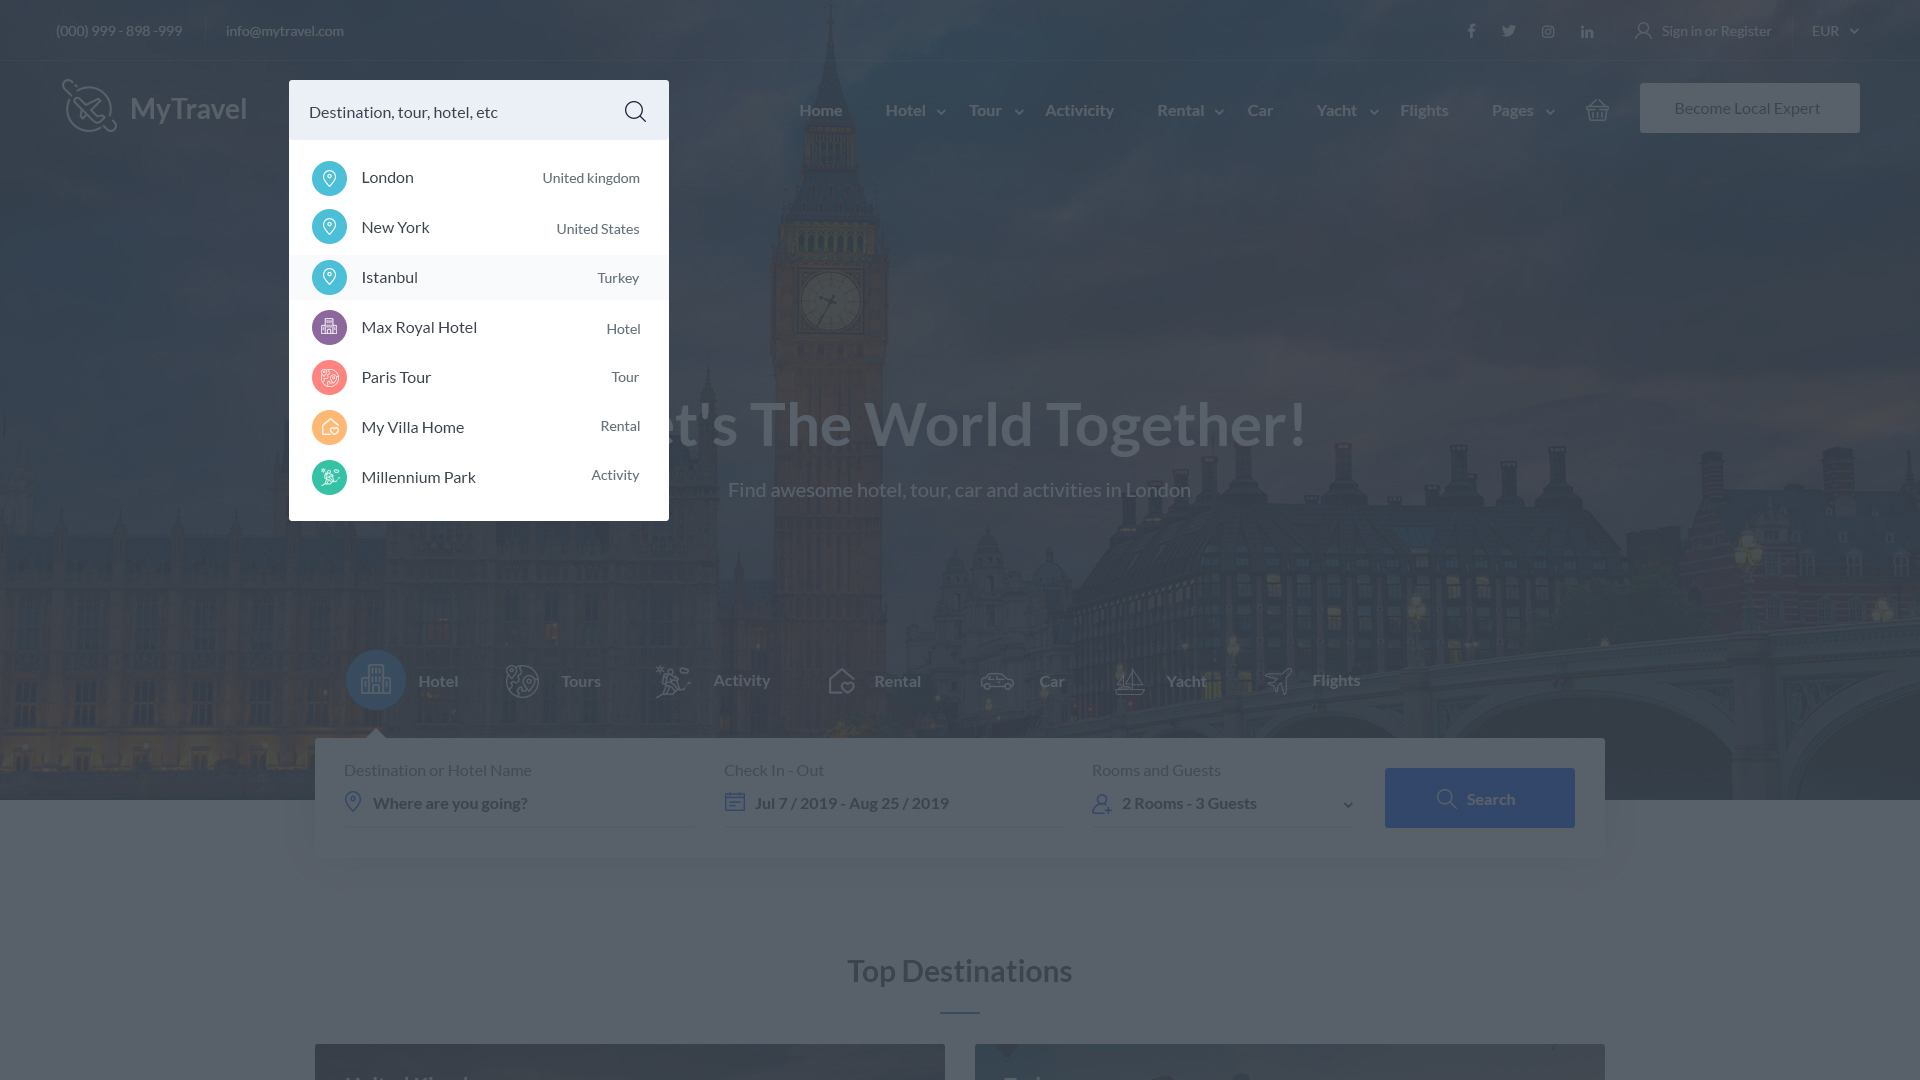 (000) 999 - 898 -999
info@mytravel.com
Sign in or Register
EUR
MyTravel
Destination, tour, hotel, etc
Home
Hotel
Tour
Activicity
Rental
Car
Yacht
Flights
Pages
Become Local Expert
London
United kingdom
New York
United States
Istanbul
Turkey
Max Royal Hotel
Hotel
Paris Tour
Tour
My Villa Home
Rental
Millennium Park
Activity
The World Together!
Find awesome hotel, tour, car and activities in London
Hotel
Tours
Activity
Rental
Car
Yacht
Flights
Destination or Hotel Name
Where are you going?
Check In - Out
Jul 7 / 2019 - Aug 25 / 2019
Rooms and Guests
2 Rooms - 3 Guests
Search
Top Destinations